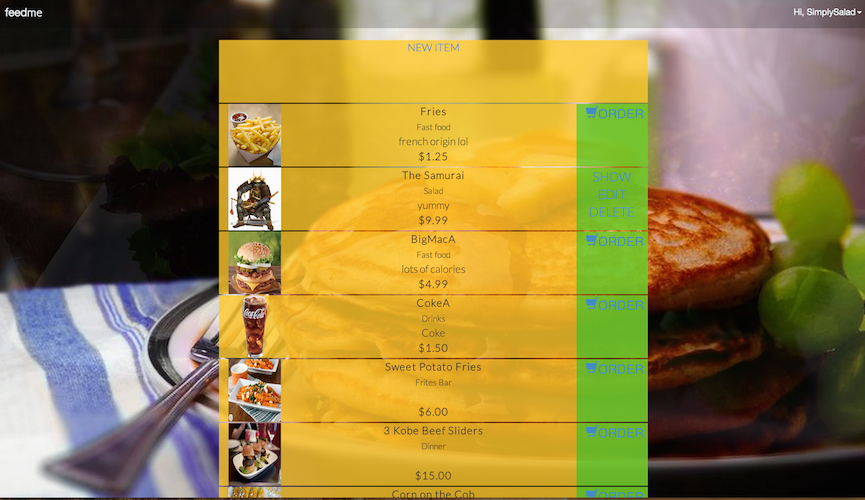 feedme
Hi, SimplySalad
NEW ITEM
Fries
Fast food
french origin lol
$1.25
ORDER
The Samurai
Salad
yummy
$9.99
SHOW
EDIT
DELETE
BigMacA
Fast food
lots of calories
$4.99
ORDER
CokeA
Drinks
Coke
$1.50
ORDER
Coca-Cola
Sweet Potato Fries
Frites Bar
$6.00
ORDER
3 Kobe Beef Sliders
Dinner
$15.00
ORDER
Corn on the Cob